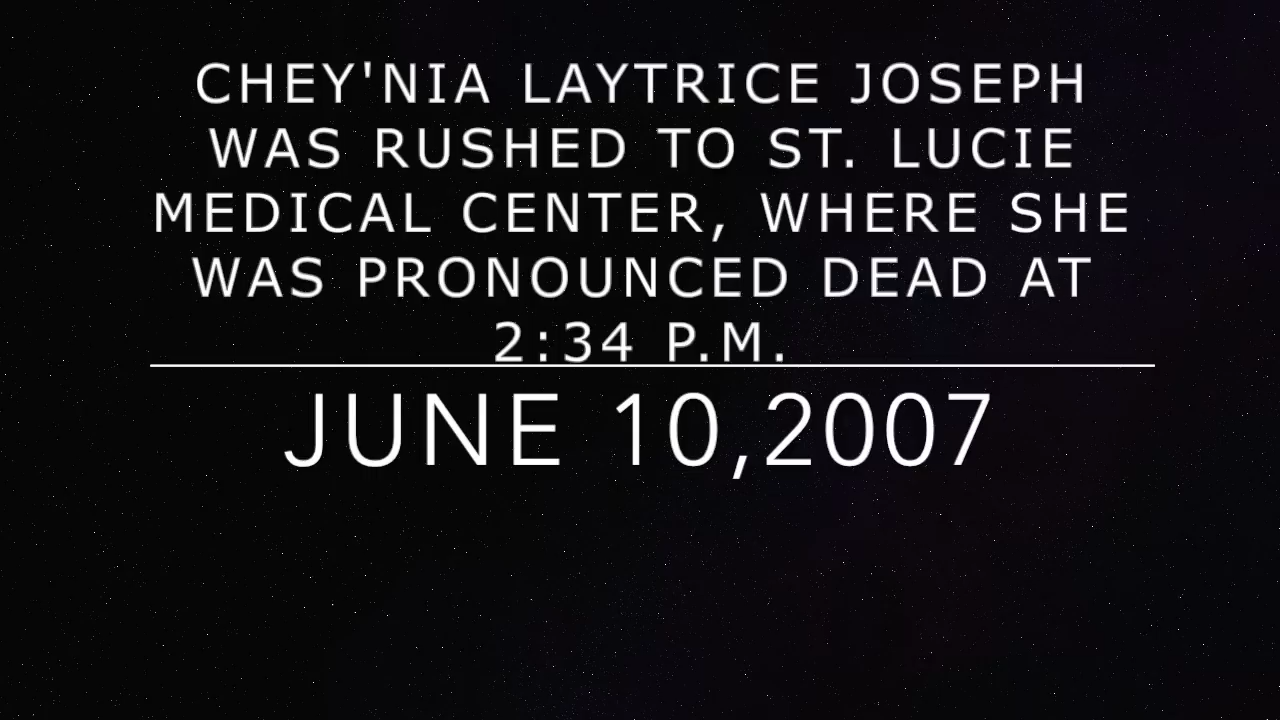 CHEY'NIA LAYTRICE JOSEPH
WAS RUSHED TO ST. LUCIE
MEDICAL CENTER, WHERE SHE
WAS PRONOUNCED DEAD AT
2:34 P.M.
JUNE 10,2007